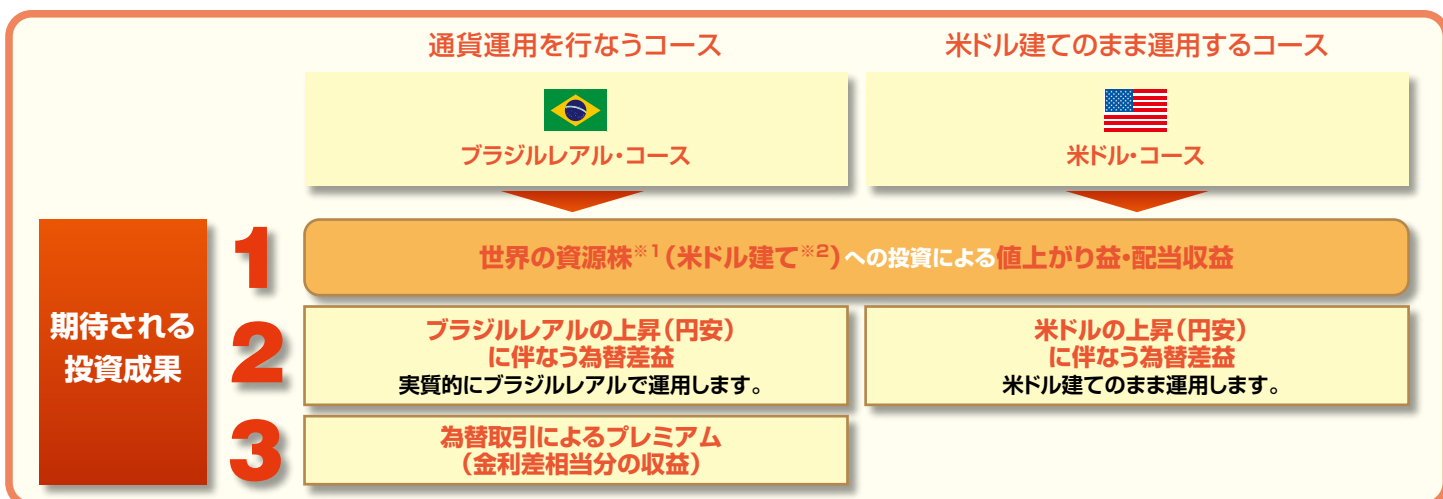 通貨運用を行なうコース
米ドル建てのまま運用するコース
ブラジルレアル・コース
米ドル・コース
期待される
投資成果
1
世界の資源株※1（米ドル建て※2）への投資による値上がり益・配当収益
2
ブラジルレアルの上昇（円安）
に伴なう為替差益
実質的にブラジルレアルで運用します。
米ドルの上昇（円安）
に伴なう為替差益
米ドル建てのまま運用します。
3
為替取引によるプレミアム
（金利差相当分の収益）